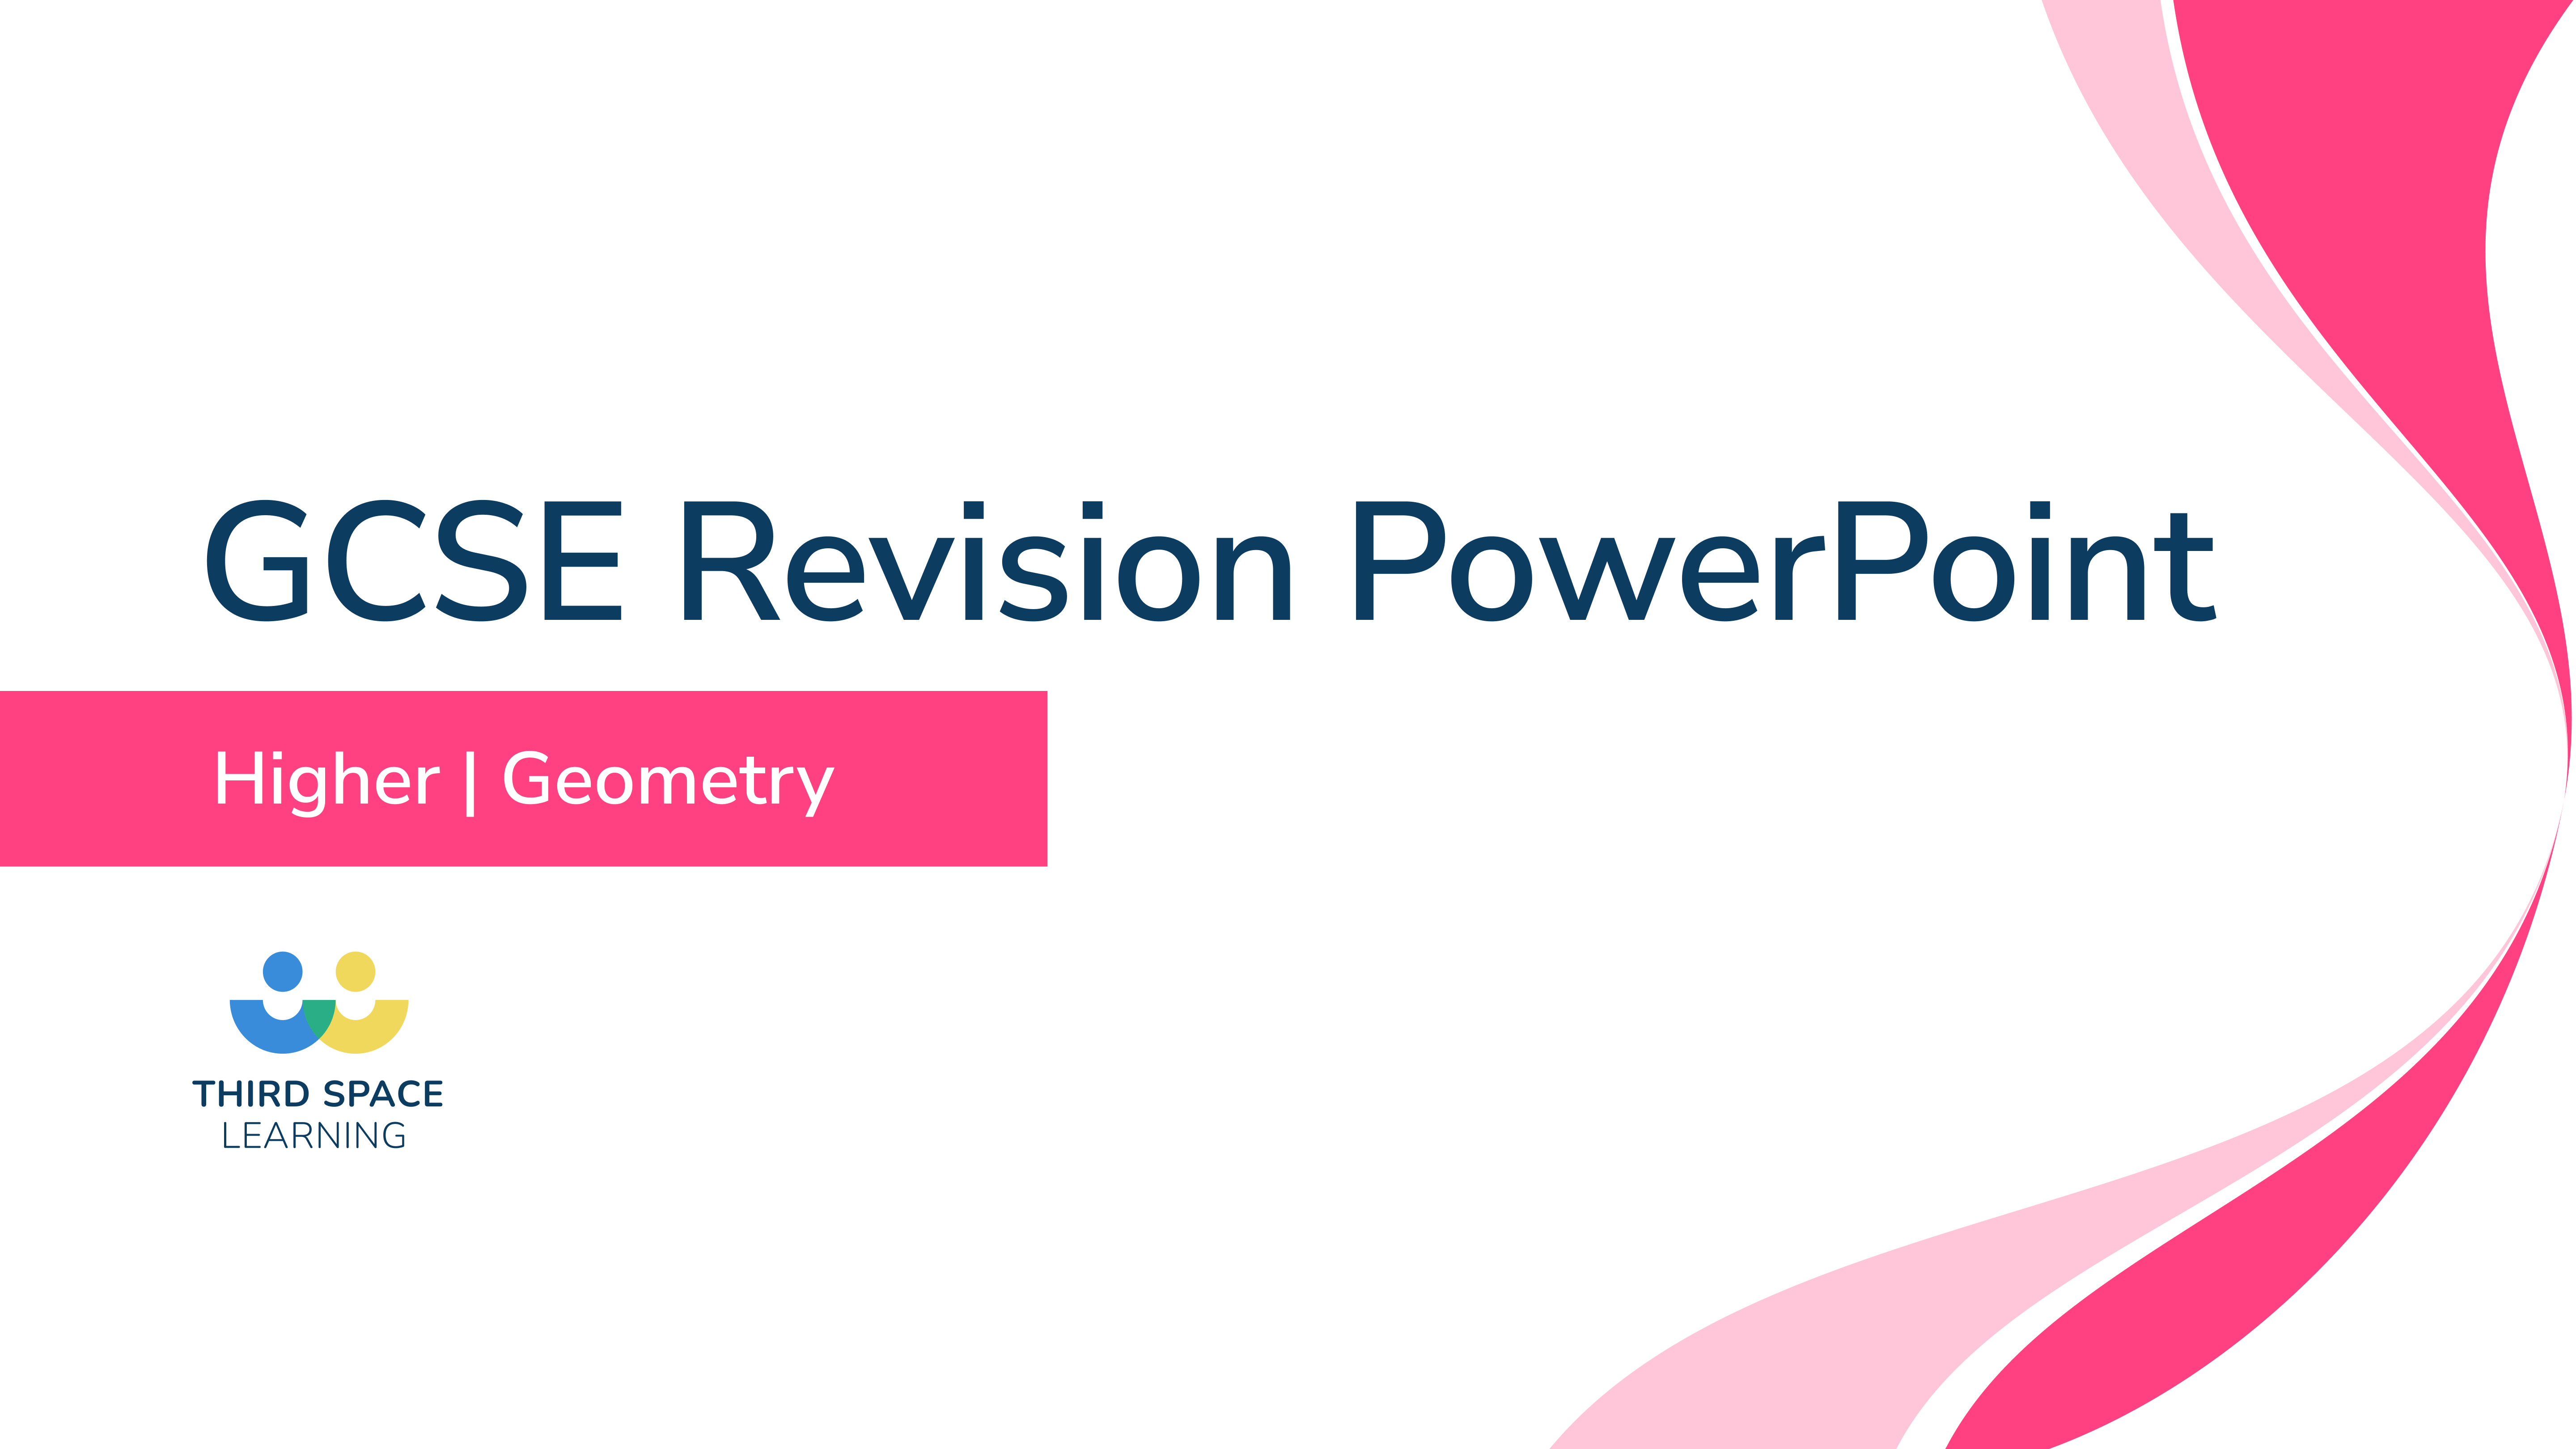 GCSE Revision PowerPoint
Higher | Geometry
THIRD SPACE
LEARNING